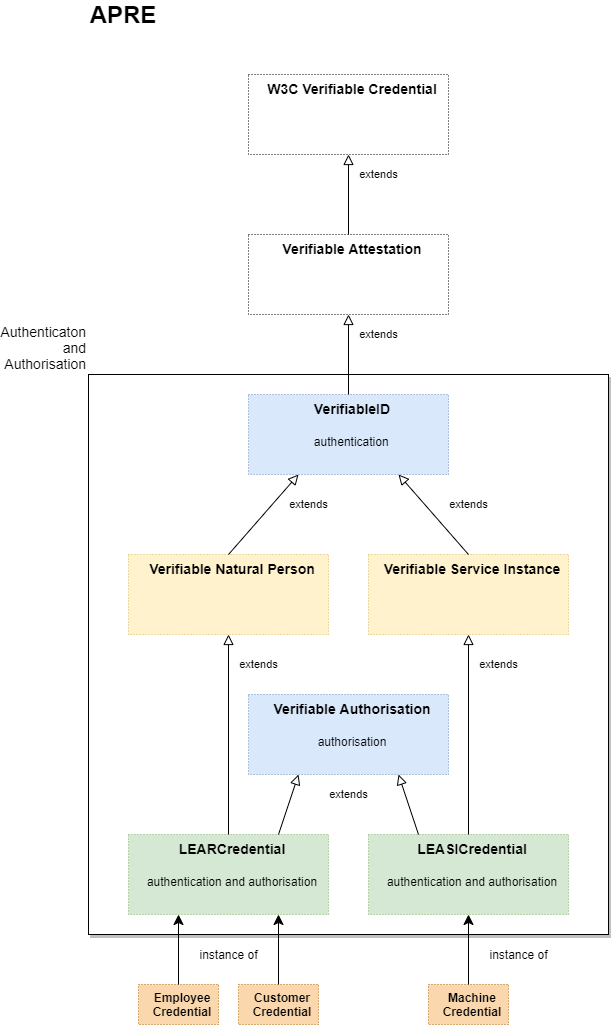 APRE
W3C Verifiable Credential
extends
Verifiable Attestation
extends
Authenticaton
and
Authorisation
VerifiableID
authentication
extends
extends
Verifiable Natural Person
Verifiable Service Instance
extends
extends
Verifiable Authorisation
authorisation
extends
LEARCredential
authentication and authorisation
LEASICredential
authentication and authorisation
instance of
instance of
Employee
Credential
Customer
Credential
Machine
Credential